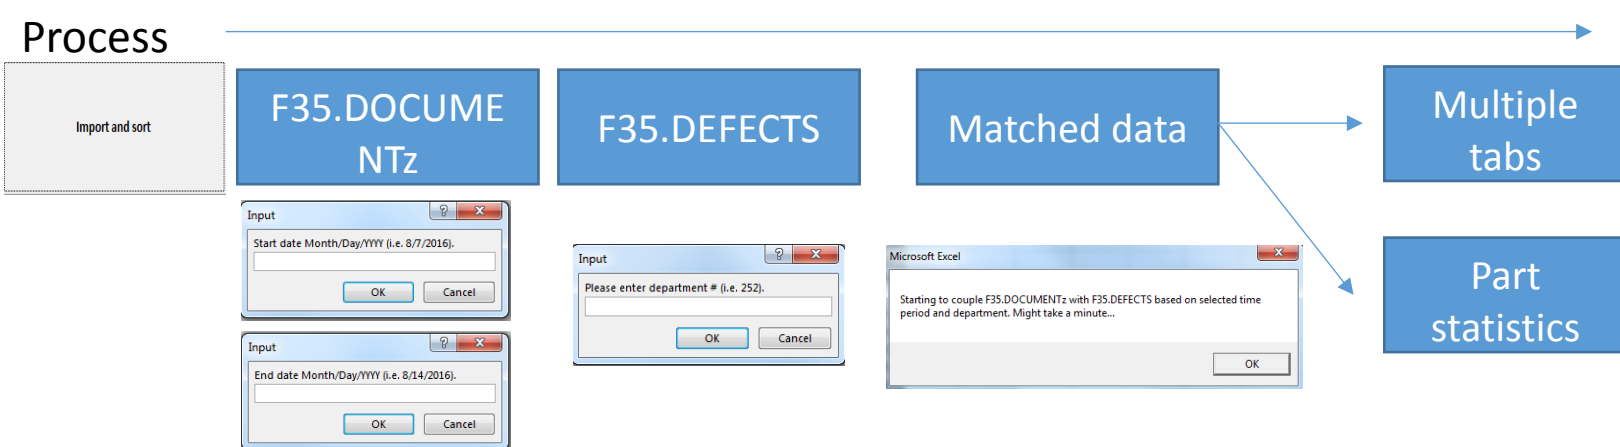 Process
Import and sort
F35.DOCUME
NTz
F35.DEFECTS
Matched data
Multiple
tabs
Part
statistics
Input
Start date Month/Day/YYYY (i.e. 8/7/2016).
OK
Cancel
Input
End date Month/Day/YYYY (i.e. 8/14/2016).
OK
Cancel
Input
Please enter department # (i.e. 252).
OK
Cancel
Microsoft Excel
Starting to couple F35.DOCUMENTz with F35.DEFECTS based on selected time
period and department. Might take a minute...
OK